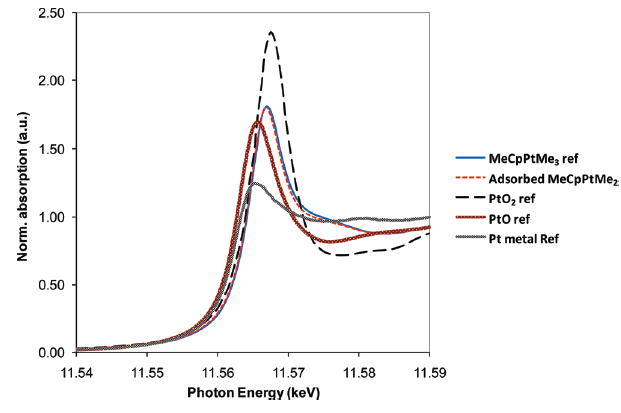 2.50
2.00
1.50
1.00
0.50
0.00
Norm. absorption (a.u.)
11.54 11.55 11.56 11.57 11.58 11.59
Photon Energy (keV)
MeCpPtMe₃ ref
Adsorbed MeCpPtMe₂
PtO₂ ref
PtO ref
Pt metal Ref